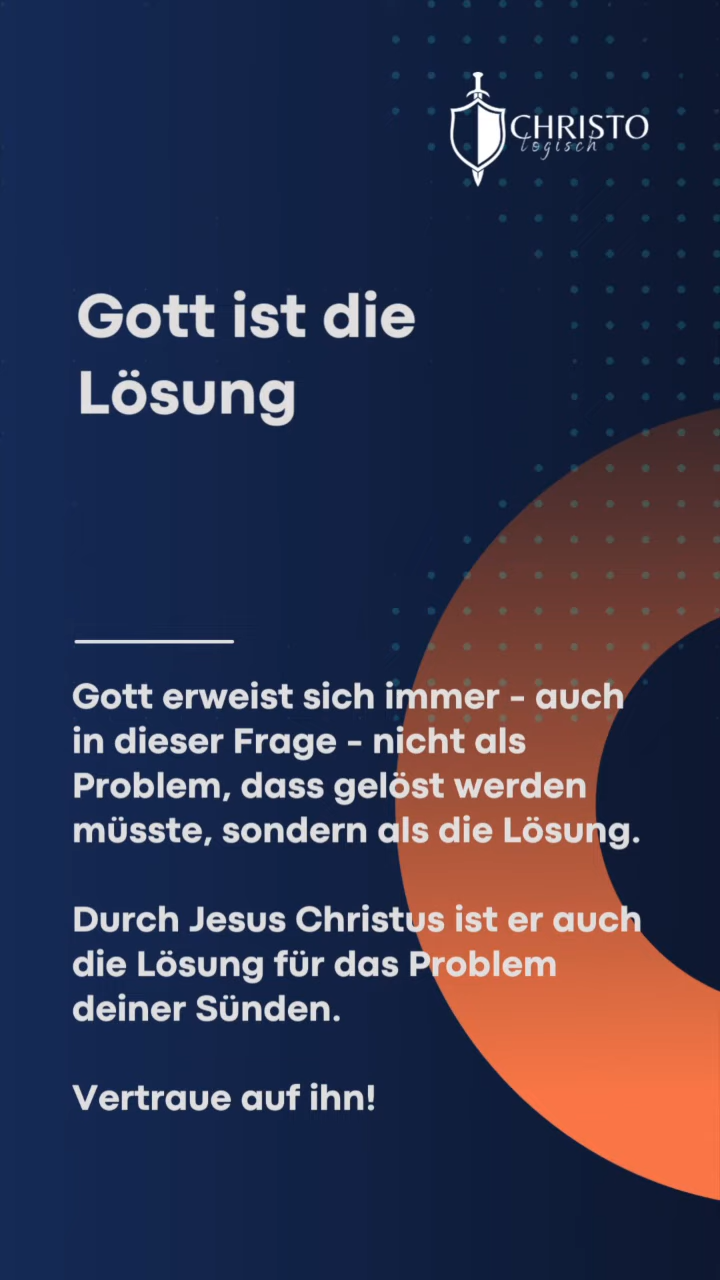 CHRISTO
logisch
Gott ist die
Lösung
Gott erweist sich immer - auch
in dieser Frage - nicht als
Problem, dass gelöst werden
müsste, sondern als die Lösung.
Durch Jesus Christus ist er auch
die Lösung für das Problem
deiner Sünden.
Vertraue auf ihn!